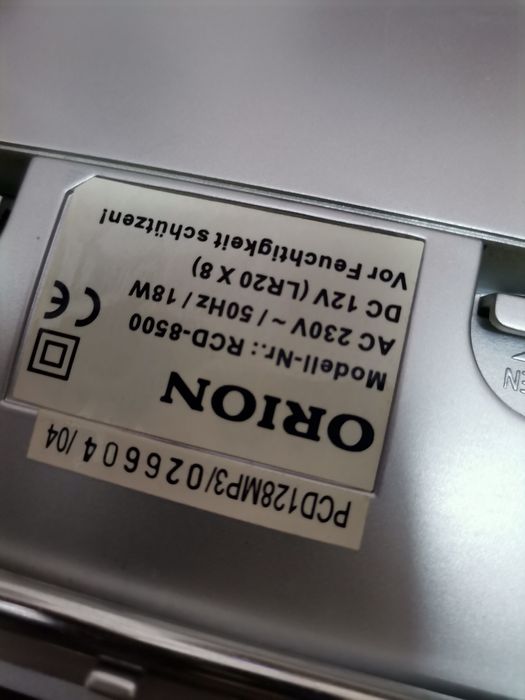 ORION
Modell-Nr.: RCD-8500
AC 230V ~ / 50Hz / 18W
DC 12V (LR20 X 8)
Vor Feuchtigkeit schützen!
CE
PCD128MP3/026604/04